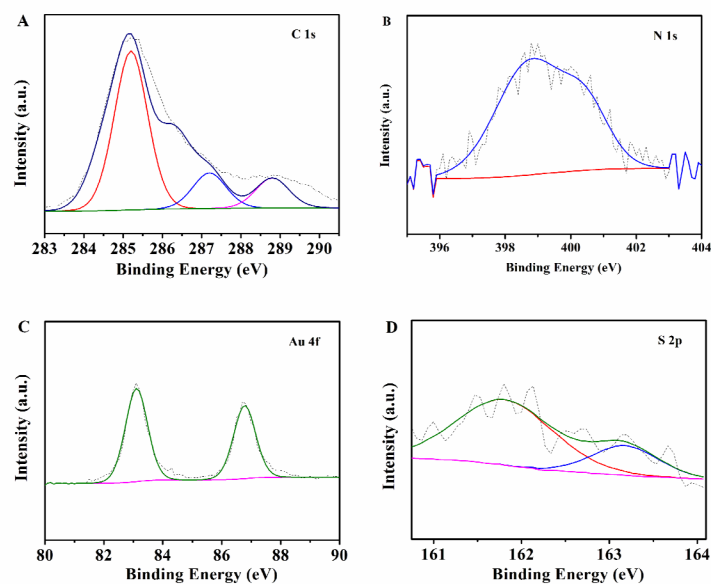 A
C 1s
Intensity (a.u.)
283 284 285 286 287 288 289 290
Binding Energy (eV)
B
N 1s
Intensity (a.u.)
396 398 400 402 404
Binding Energy (eV)
C
Au 4f
Intensity (a.u.)
80 82 84 86 88 90
Binding Energy (eV)
D
S 2p
Intensity (a.u.)
161 162 163 164
Binding Energy (eV)